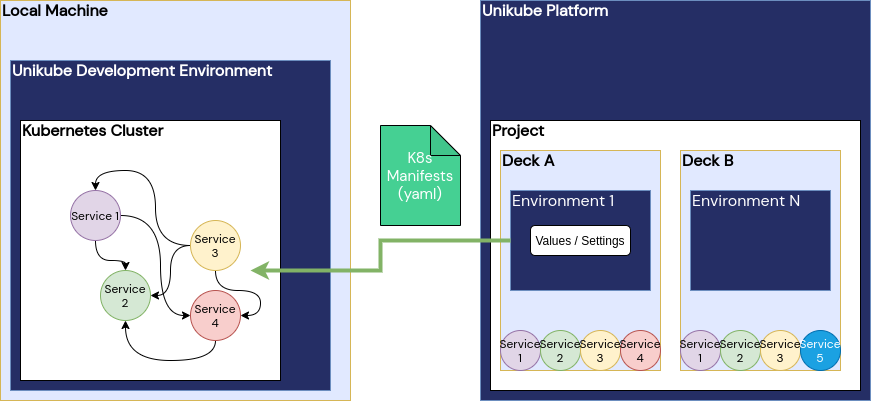 Local Machine
Unikube Development Environment
Kubernetes Cluster
Service 1
Service
3
Service
2
Service
4
K8s
Manifests
(yaml)
Unikube Platform
Project
Deck A
Environment 1
Values / Settings
Service
1
Service
2
Service
3
Service
4
Deck B
Environment N
Service
1
Service
2
Service
3
Service
5